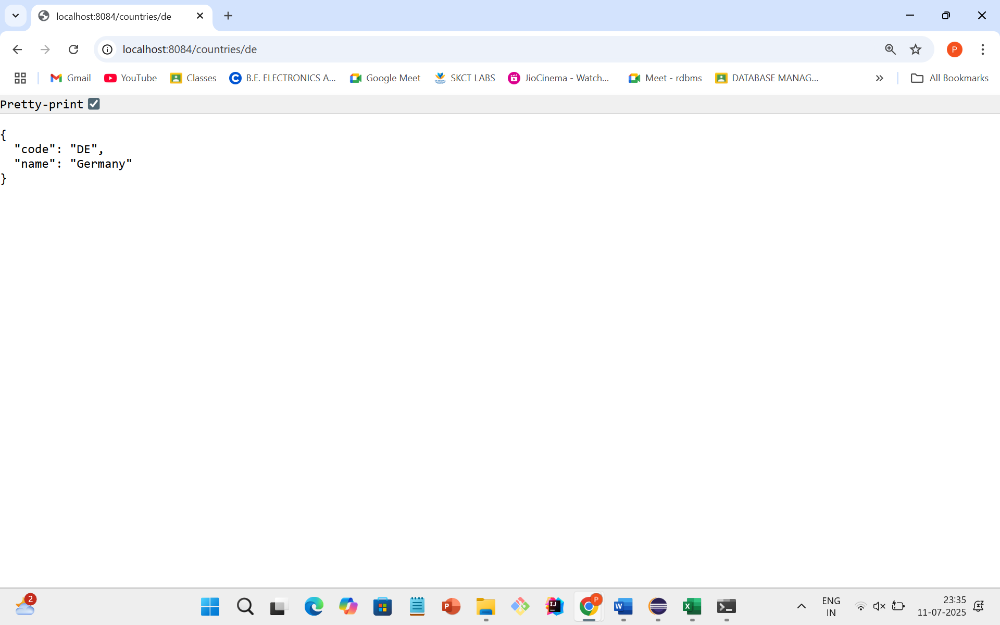 localhost:8084/countries/de
localhost:8084/countries/de
P
Gmail
YouTube
Classes
B.E. ELECTRONICS A...
Google Meet
SKCT LABS
JioCinema - Watch...
Meet - rdbms
DATABASE MANAG...
All Bookmarks
Pretty-print
{
  "code": "DE",
  "name": "Germany"
}
2
P
IJ
P
W
X
ENG
IN
23:35
11-07-2025